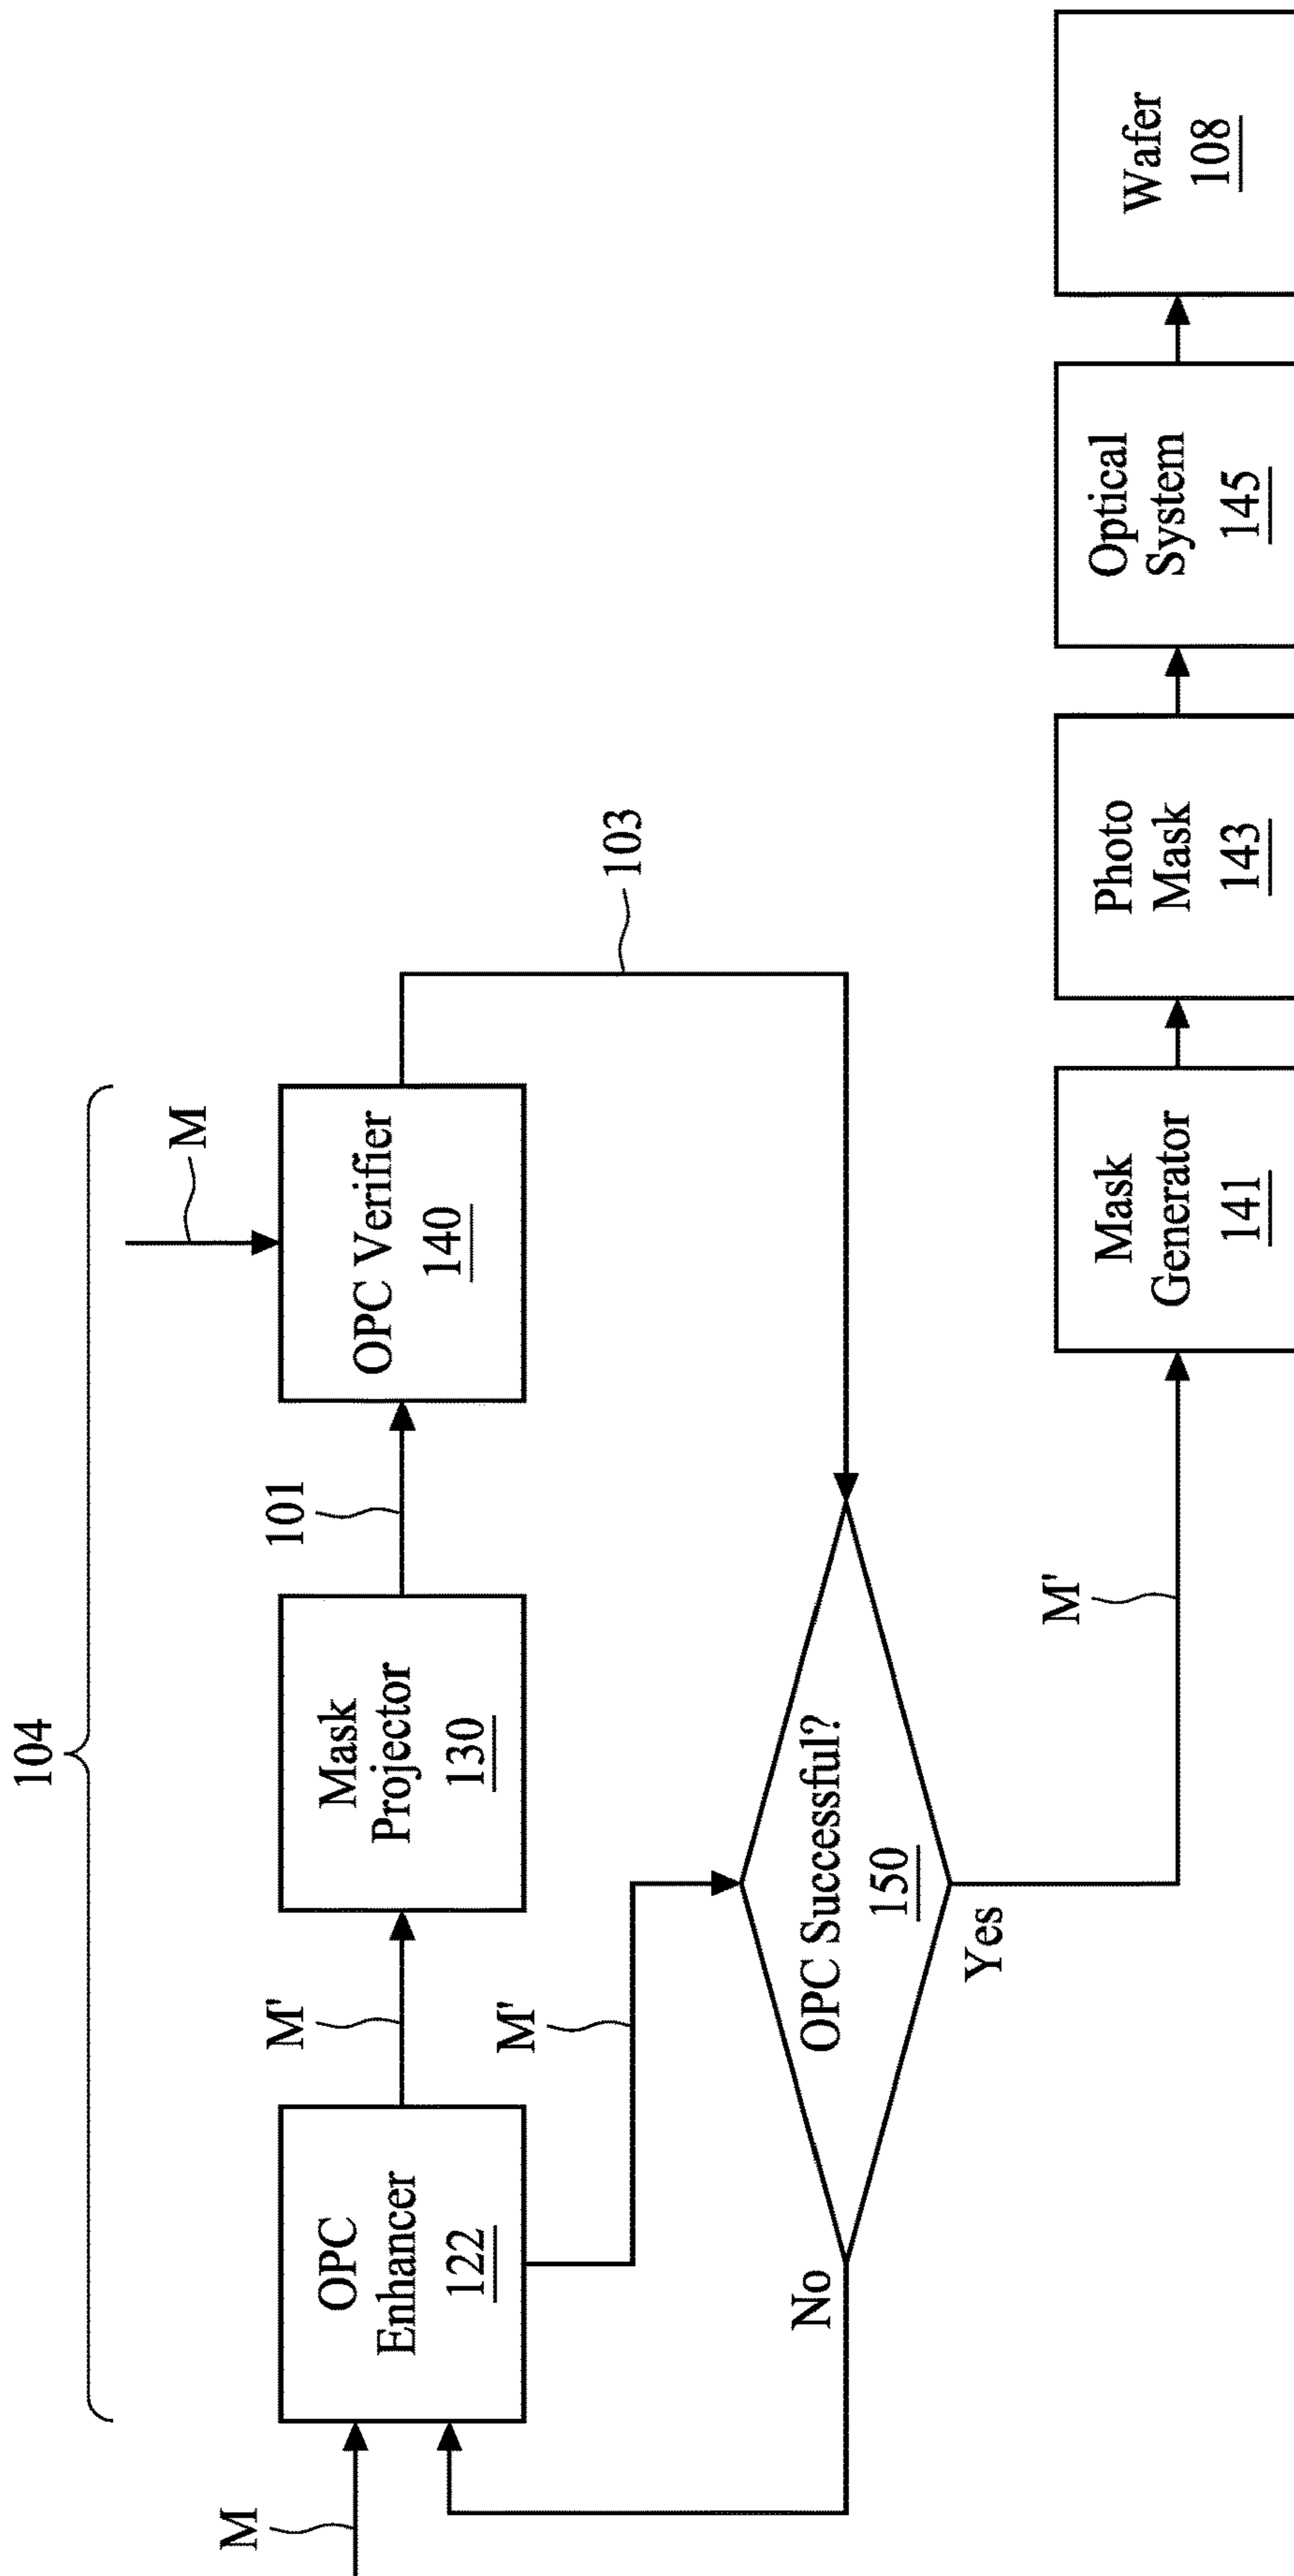 104
M
OPC
Enhancer
122
M'
Mask
Projector
130
101
M
OPC Verifier
140
103
M'
No
OPC Successful?
150
Yes
M'
Mask
Generator
141
Photo
Mask
143
Optical
System
145
Wafer
108